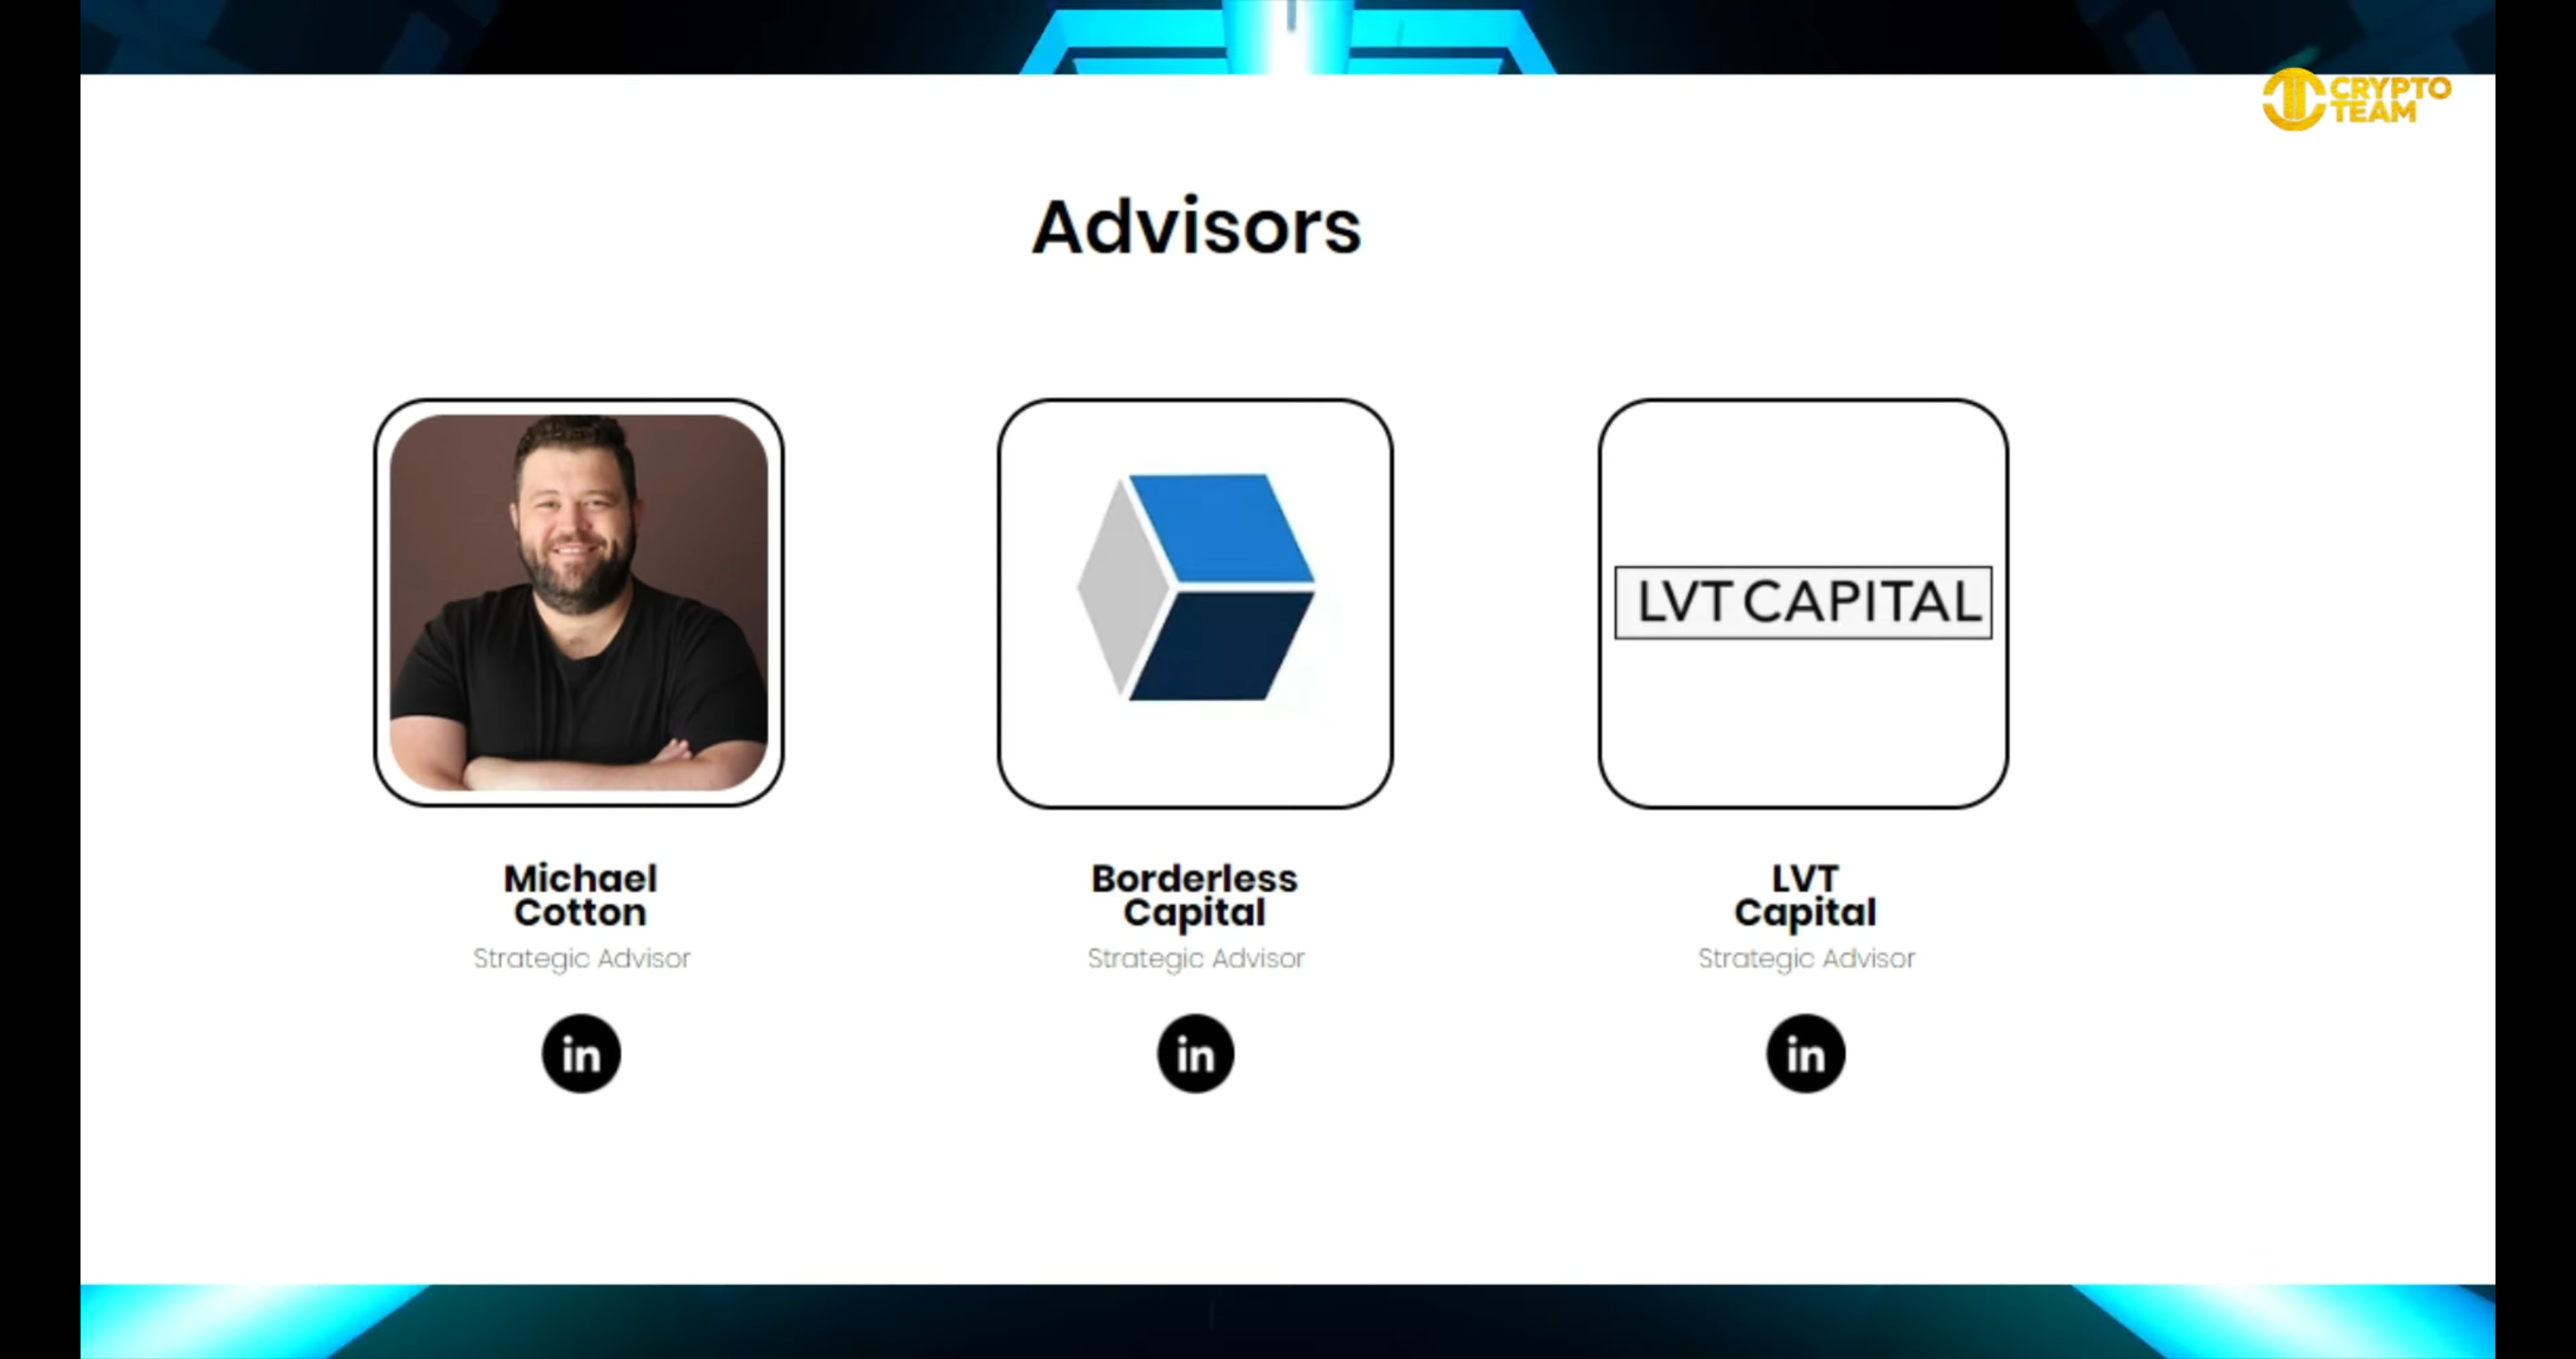 CRYPTO
TEAM
Advisors
LVT CAPITAL
Michael
Cotton
Strategic Advisor
in
Borderless
Capital
Strategic Advisor
in
LVT
Capital
Strategic Advisor
in